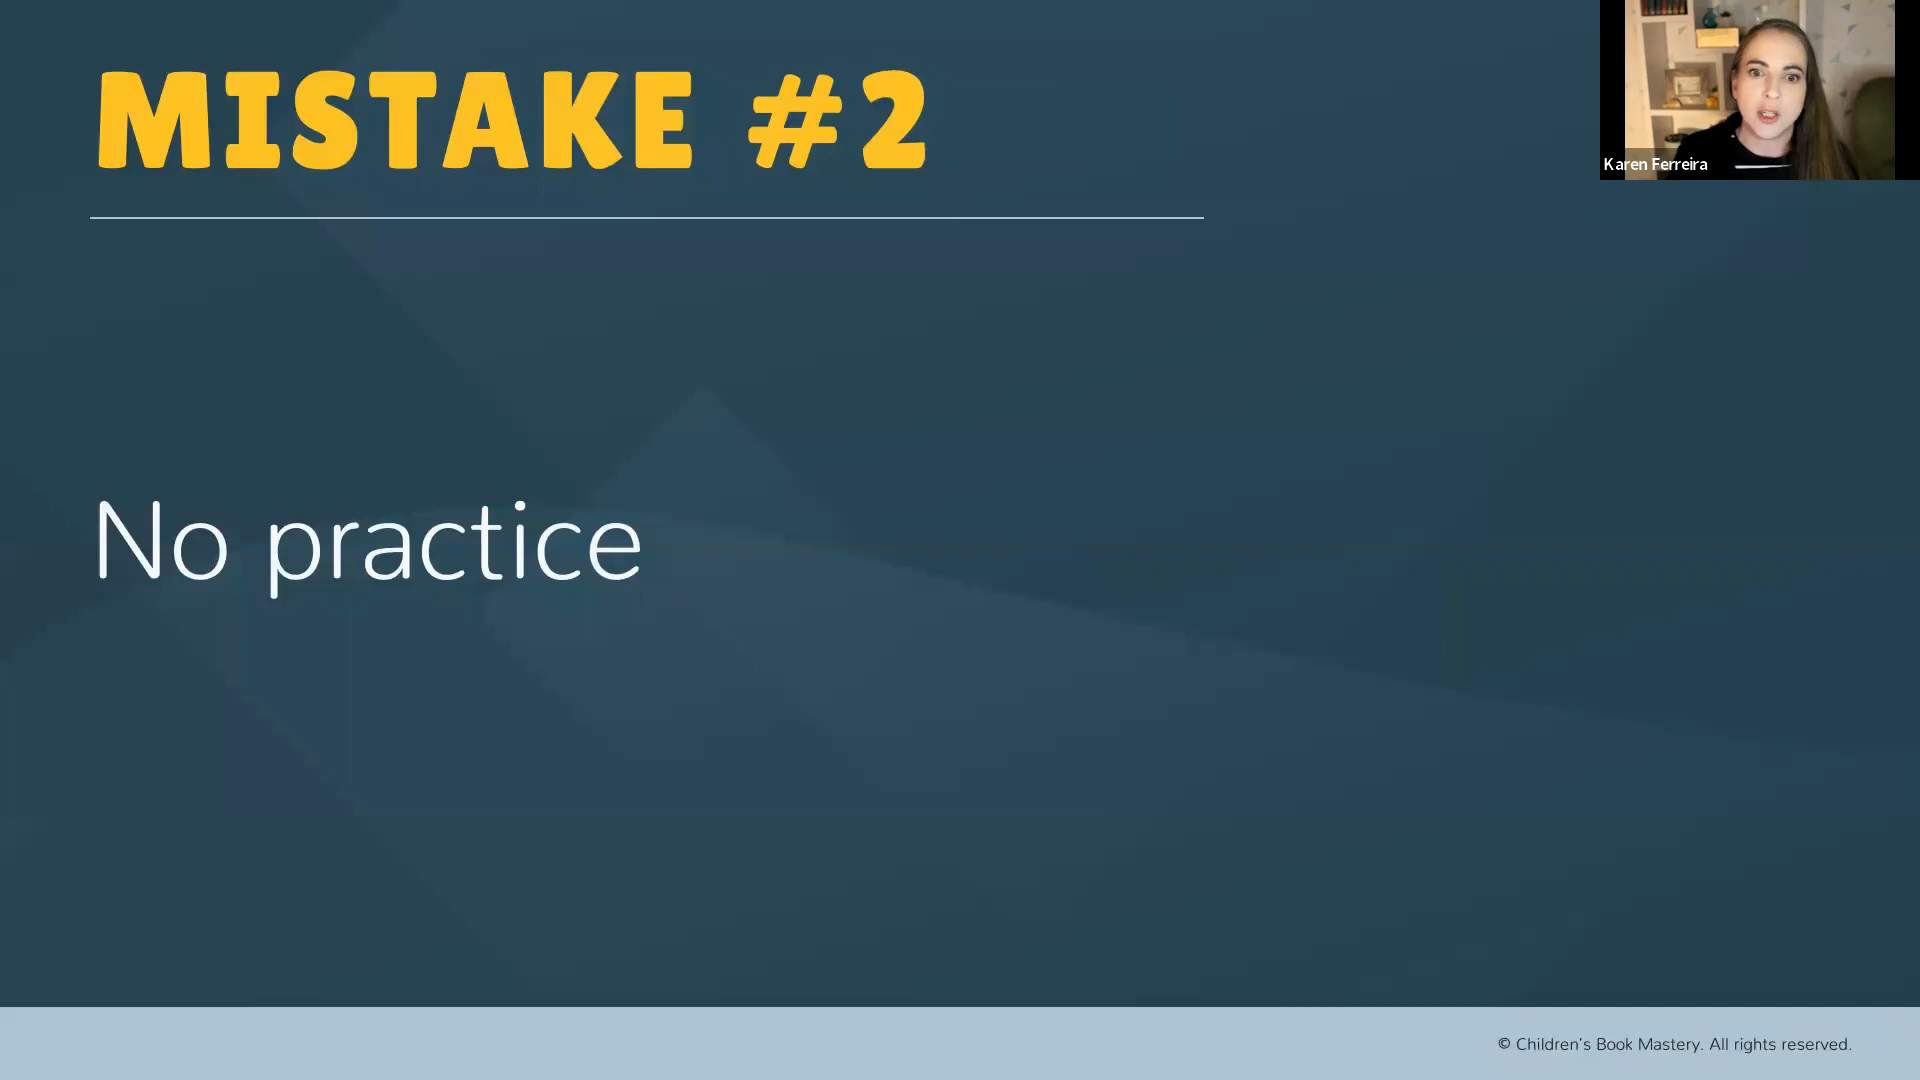 MISTAKE #2
Karen Ferreira
No practice
© Children's Book Mastery. All rights reserved.